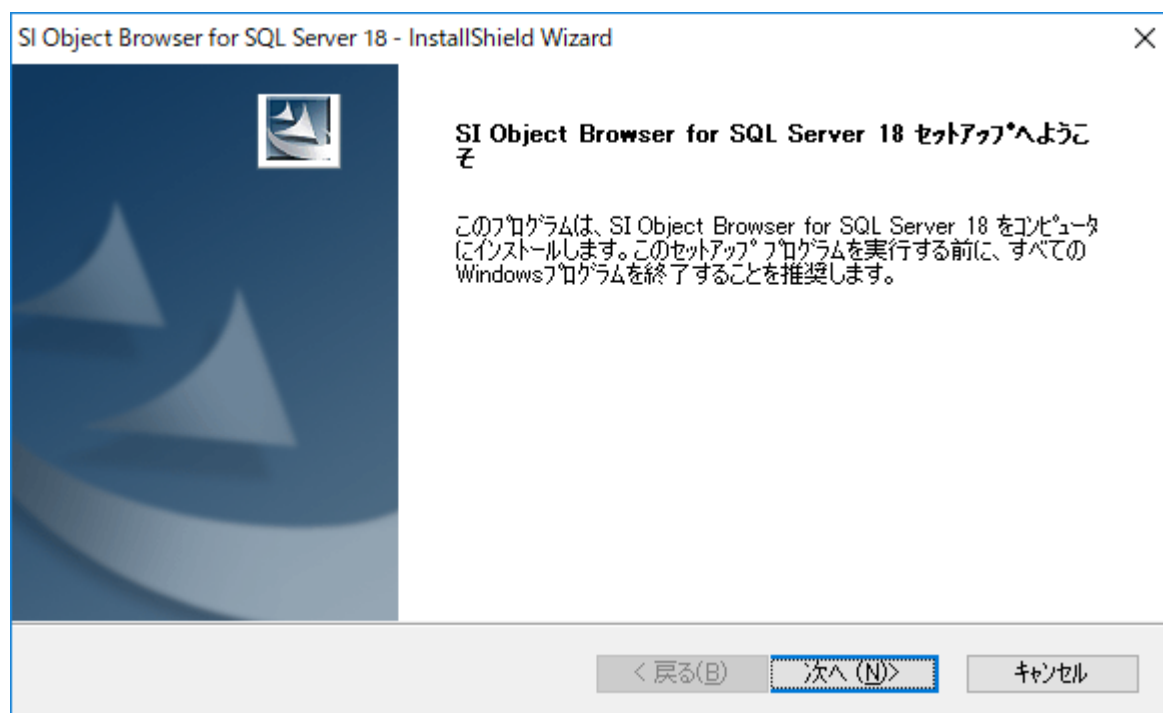 SI Object Browser for SQL Server 18 - InstallShield Wizard
SI Object Browser for SQL Server 18 ｾｯﾄｱｯﾌﾟへようこ
そ
このﾌﾟﾛｸﾞﾗﾑは、SI Object Browser for SQL Server 18 をｺﾝﾋﾟｭｰﾀ
にｲﾝｽﾄｰﾙします。このｾｯﾄｱｯﾌﾟ ﾌﾟﾛｸﾞﾗﾑを実行する前に、すべての
Windowsﾌﾟﾛｸﾞﾗﾑを終了することを推奨します。
< 戻る(B)
次へ (N)>
ｷｬﾝｾﾙ